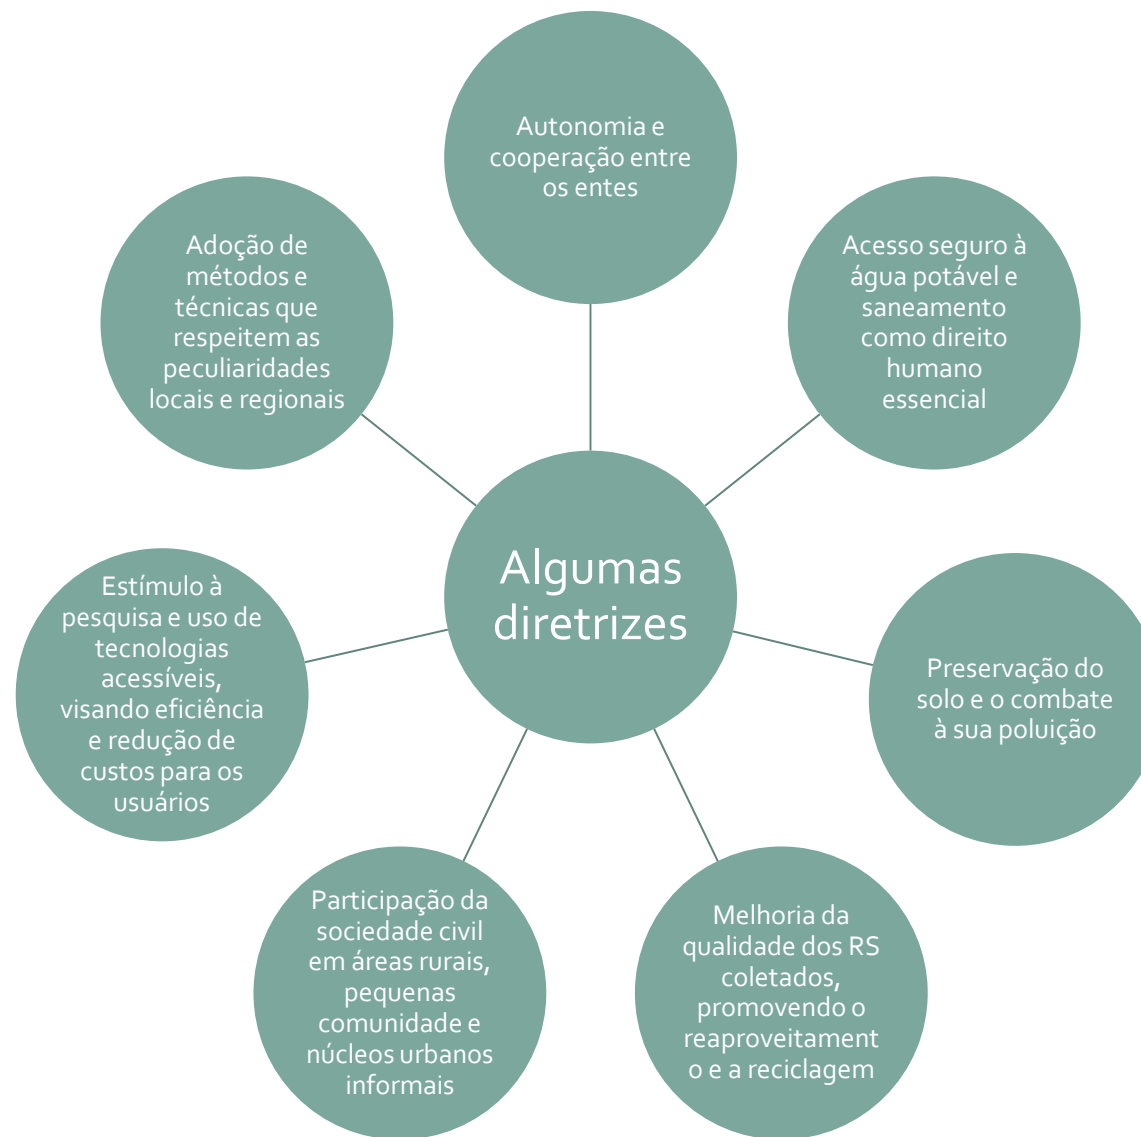 Autonomia e
cooperação entre
os entes
Acesso seguro à
água potável e
saneamento
como direito
humano
essencial
Preservação do
solo e o combate
à sua poluição
Melhoria da
qualidade dos RS
coletados,
promovendo o
reaproveitament
o e a reciclagem
Participação da
sociedade civil
em áreas rurais,
pequenas
comunidade e
núcleos urbanos
informais
Estímulo à
pesquisa e uso de
tecnologias
acessíveis,
visando eficiência
e redução de
custos para os
usuários
Adoção de
métodos e
técnicas que
respeitem as
peculiaridades
locais e regionais
Algumas
diretrizes